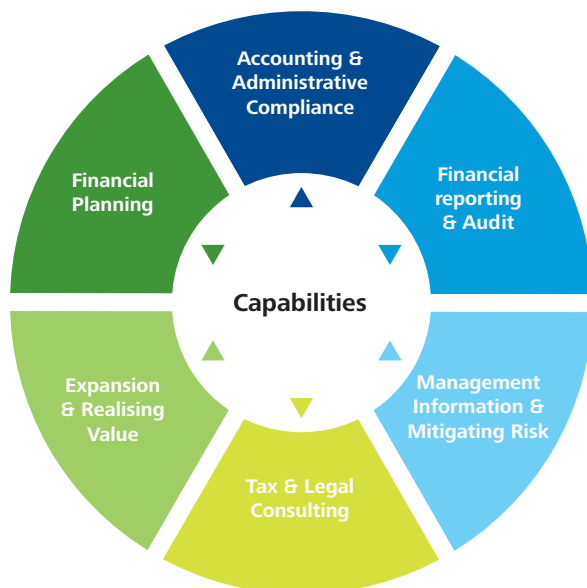 Accounting &
Administrative
Compliance
Financial
reporting
& Audit
Management
Information &
Mitigating Risk
Tax & Legal
Consulting
Expansion
& Realising
Value
Financial
Planning
Capabilities